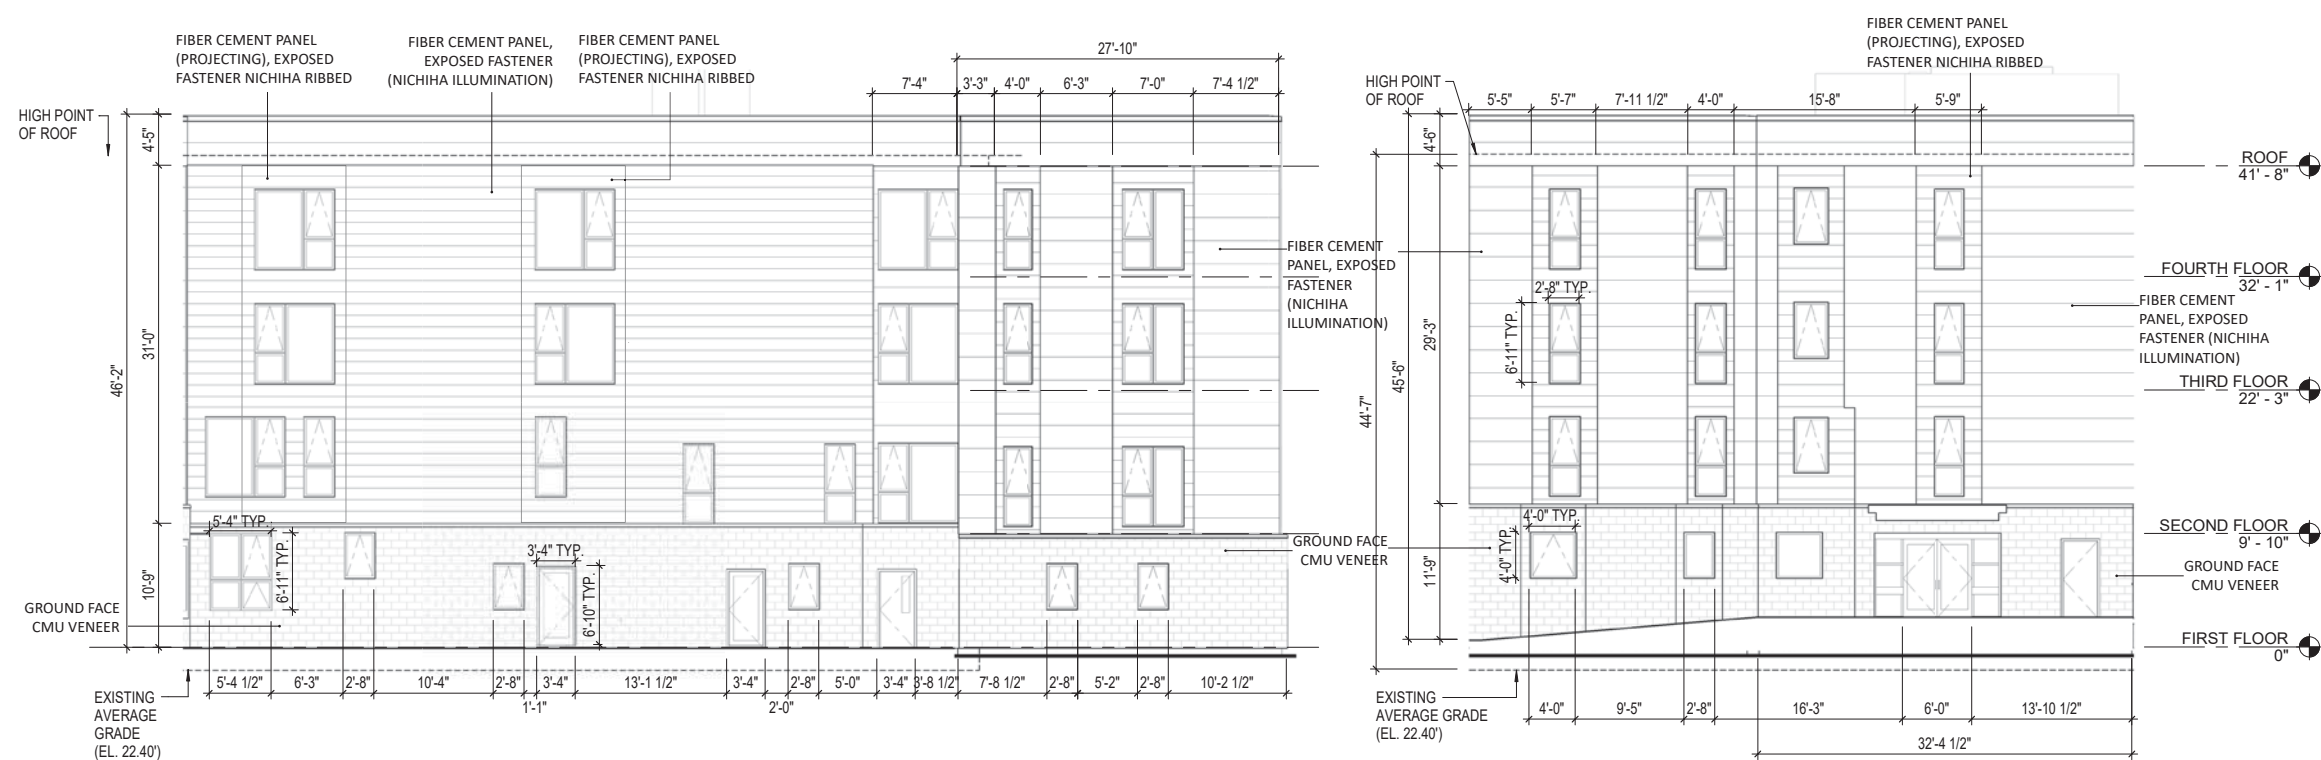 FIBER CEMENT PANEL
(PROJECTING), EXPOSED
FASTENER NICHIHA RIBBED
FIBER CEMENT PANEL,
EXPOSED FASTENER
(NICHIHA ILLUMINATION)
FIBER CEMENT PANEL
(PROJECTING), EXPOSED
FASTENER NICHIHA RIBBED
27'-10"
7'-4"
3'-3"
4'-0"
6'-3"
7'-0"
7'-4 1/2"
HIGH POINT
OF ROOF
4'-5"
31'-0"
46'-2"
10'-9"
5'-4" TYP.
6'-11" TYP.
3'-4" TYP.
6'-10" TYP.
GROUND FACE
CMU VENEER
EXISTING
AVERAGE
GRADE
(EL. 22.40')
5'-4 1/2"
6'-3"
2'-8"
10'-4"
2'-8"
1'-1"
3'-4"
13'-1 1/2"
3'-4"
2'-0"
2'-8"
5'-0"
3'-4"
3'-8 1/2"
7'-8 1/2"
2'-8"
5'-2"
2'-8"
10'-2 1/2"
FIBER CEMENT
PANEL, EXPOSED
FASTENER
(NICHIHA
ILLUMINATION)
GROUND FACE
CMU VENEER
FIBER CEMENT PANEL
(PROJECTING), EXPOSED
FASTENER NICHIHA RIBBED
HIGH POINT
OF ROOF
5'-5"
5'-7"
7'-11 1/2"
4'-0"
15'-8"
5'-9"
4'-6"
29'-3"
45'-6"
44'-7"
11'-9"
2'-8" TYP.
6'-11" TYP.
4'-0" TYP.
4'-0" TYP.
EXISTING
AVERAGE GRADE
(EL. 22.40')
4'-0"
9'-5"
2'-8"
16'-3"
6'-0"
13'-10 1/2"
32'-4 1/2"
ROOF
41' - 8"
FOURTH FLOOR
32' - 1"
FIBER CEMENT
PANEL, EXPOSED
FASTENER (NICHIHA
ILLUMINATION)
THIRD FLOOR
22' - 3"
SECOND FLOOR
9' - 10"
GROUND FACE
CMU VENEER
FIRST FLOOR
0"